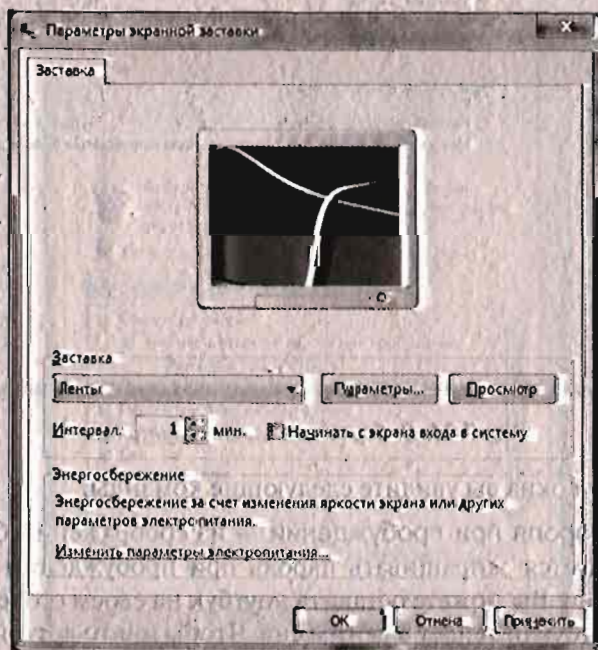 Параметры экранной заставки
Заставка
Заставка
Ленты
Параметры...
Просмотр
Интервал: 1 мин. Начинать с экрана входа в систему
Энергосбережение
Энергосбережение за счет изменения яркости экрана или других
параметров электропитания.
Изменить параметры электропитания...
ОК
Отмена
Применить